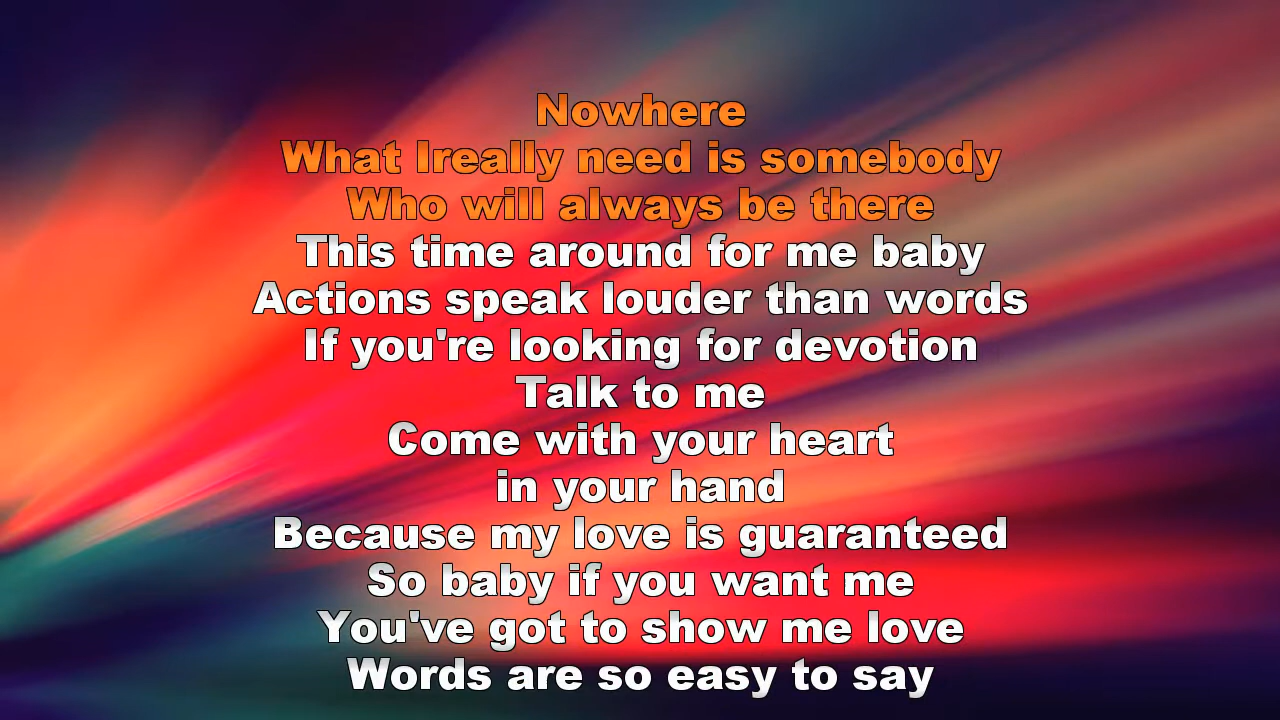 Nowhere
What Ireally need is somebody
Who will always be there
This time around for me baby
Actions speak louder than words
If you're looking for devotion
Talk to me
Come with your heart
in your hand
Because my love is guaranteed
So baby if you want me
You've got to show me love
Words are so easy to say